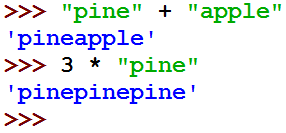 >>> "pine" + "apple"
'pineapple'
>>> 3 * "pine"
'pinepinepine'
>>>